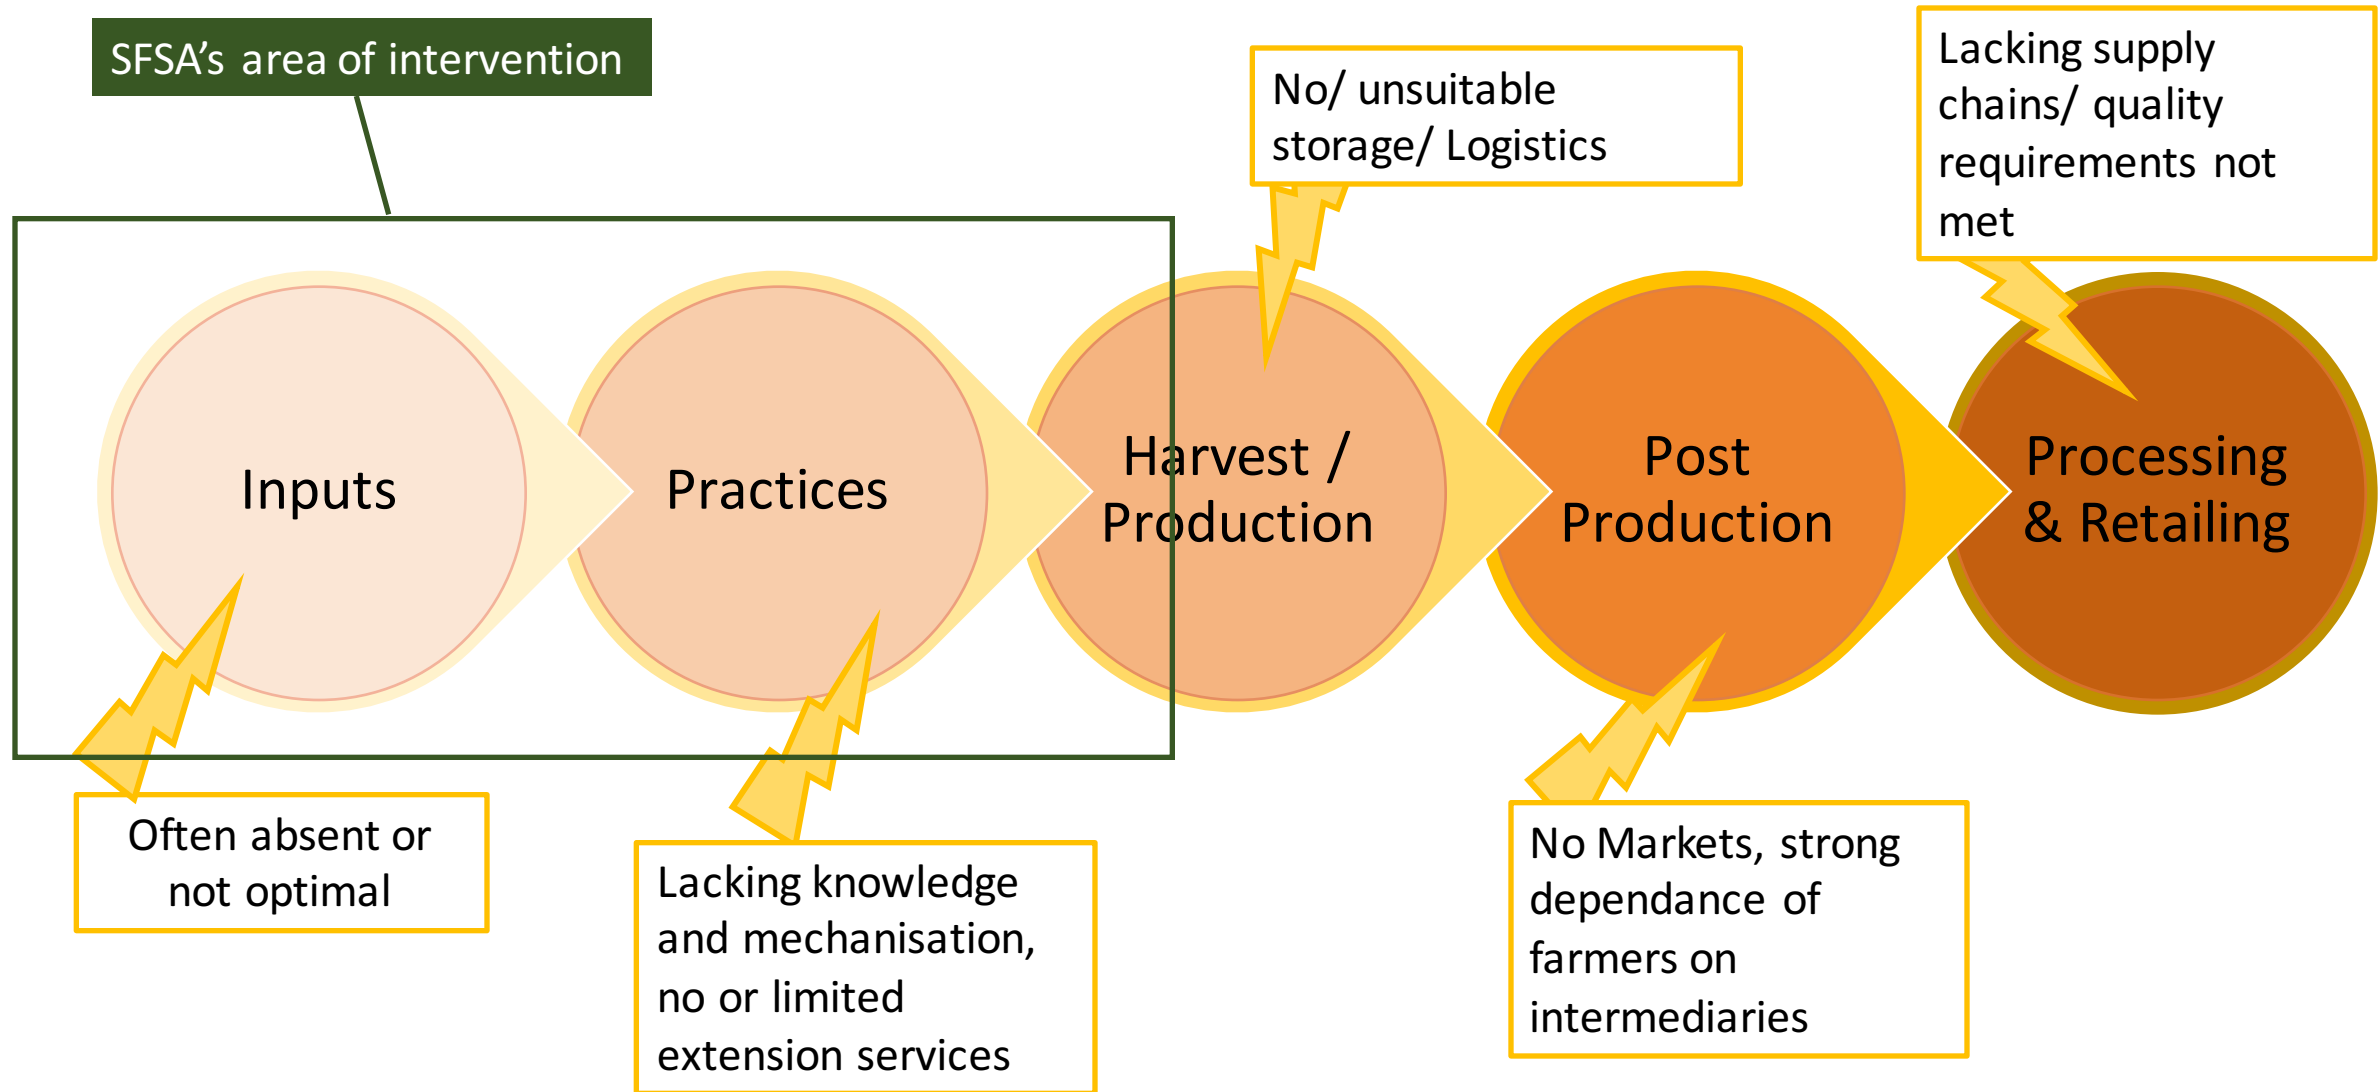 SFSA's area of intervention
No/ unsuitable
storage/ Logistics
Lacking supply
chains/ quality
requirements not
met
Inputs
Practices
Harvest /
Production
Post
Production
Processing
& Retailing
Often absent or
not optimal
Lacking knowledge
and mechanisation,
no or limited
extension services
No Markets, strong
dependance of
farmers on
intermediaries